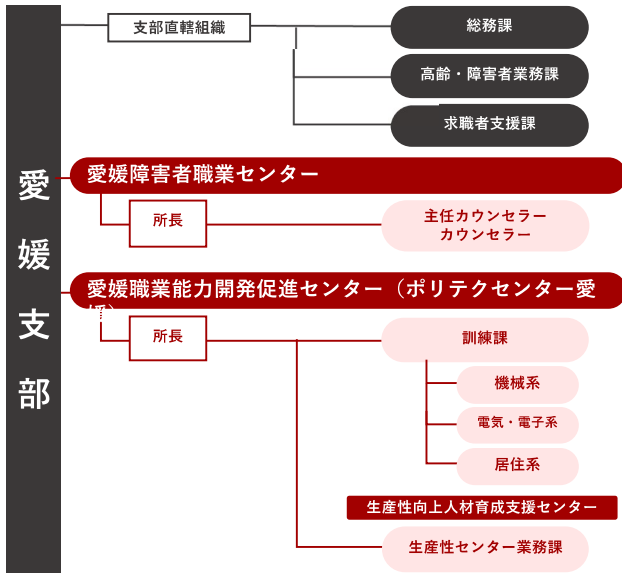 愛媛支部
支部直轄組織
総務課
高齢・障害者業務課
求職者支援課
愛媛障害者職業センター
所長
主任カウンセラー
カウンセラー
愛媛職業能力開発促進センター（ポリテクセンター愛
媛）
所長
訓練課
機械系
電気・電子系
居住系
生産性向上人材育成支援センター
生産性センター業務課